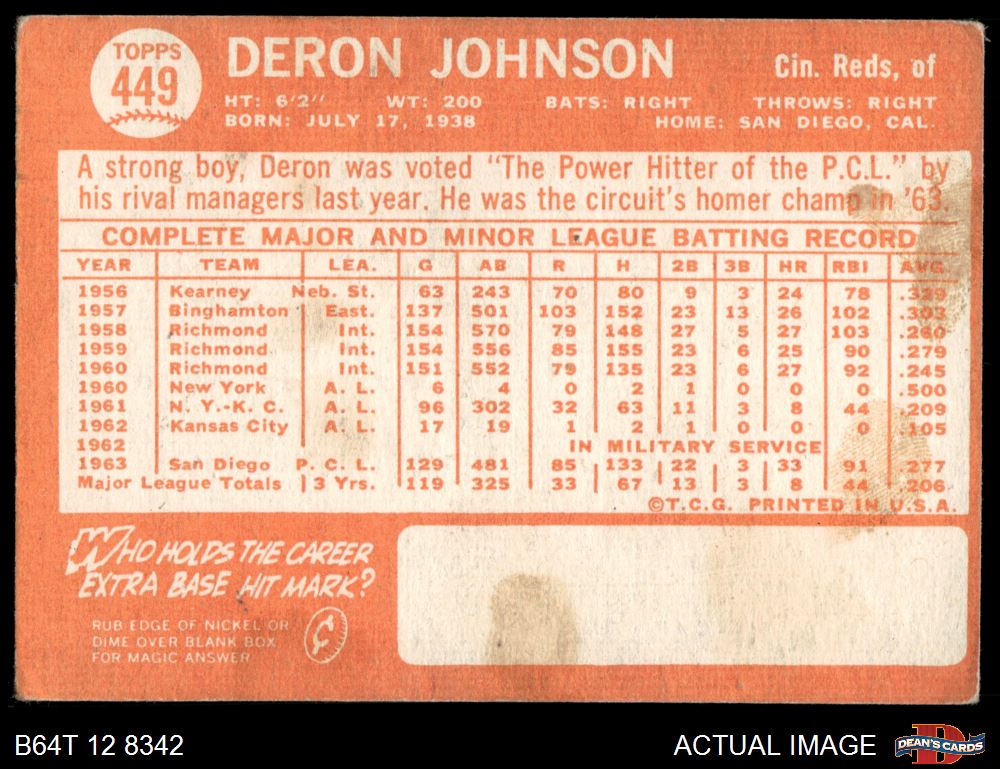 TOPPS
449
DERON JOHNSON
Cin. Reds, of
HT: 6'2" WT: 200 BATS: RIGHT THROWS: RIGHT
BORN: JULY 17, 1938 HOME: SAN DIEGO, CAL.
A strong boy, Deron was voted "The Power Hitter of the P.C.L." by
his rival managers last year. He was the circuit's homer champ in '63.
COMPLETE MAJOR AND MINOR LEAGUE BATTING RECORD
YEAR TEAM LEA. G AB R H 2B 3B HR RBI AVG.
1956 Kearney Neb. St. 63 243 70 80 9 3 24 78 .329
1957 Binghamton East. 137 501 103 152 23 13 26 102 .303
1958 Richmond Int. 154 570 79 148 27 5 27 103 .260
1959 Richmond Int. 154 556 85 155 23 6 25 90 .279
1960 Richmond Int. 151 552 79 135 23 6 27 92 .245
1960 New York A. L. 6 4 0 2 1 0 0 0 .500
1961 N. Y.-K. C. A. L. 96 302 32 63 11 3 8 44 .209
1962 Kansas City A. L. 17 19 1 2 1 0 0 0 .105
1962 IN MILITARY SERVICE
1963 San Diego P. C. L. 129 481 85 133 22 3 33 91 .277
Major League Totals 3 Yrs. 119 325 33 67 13 3 8 44 .206
©T.C.G. PRINTED IN U.S.A.
WHO HOLDS THE CAREER
EXTRA BASE HIT MARK?
RUB EDGE OF NICKEL OR
DIME OVER BLANK BOX
FOR MAGIC ANSWER
B64T 12 8342
ACTUAL IMAGE
DEAN'S CARDS